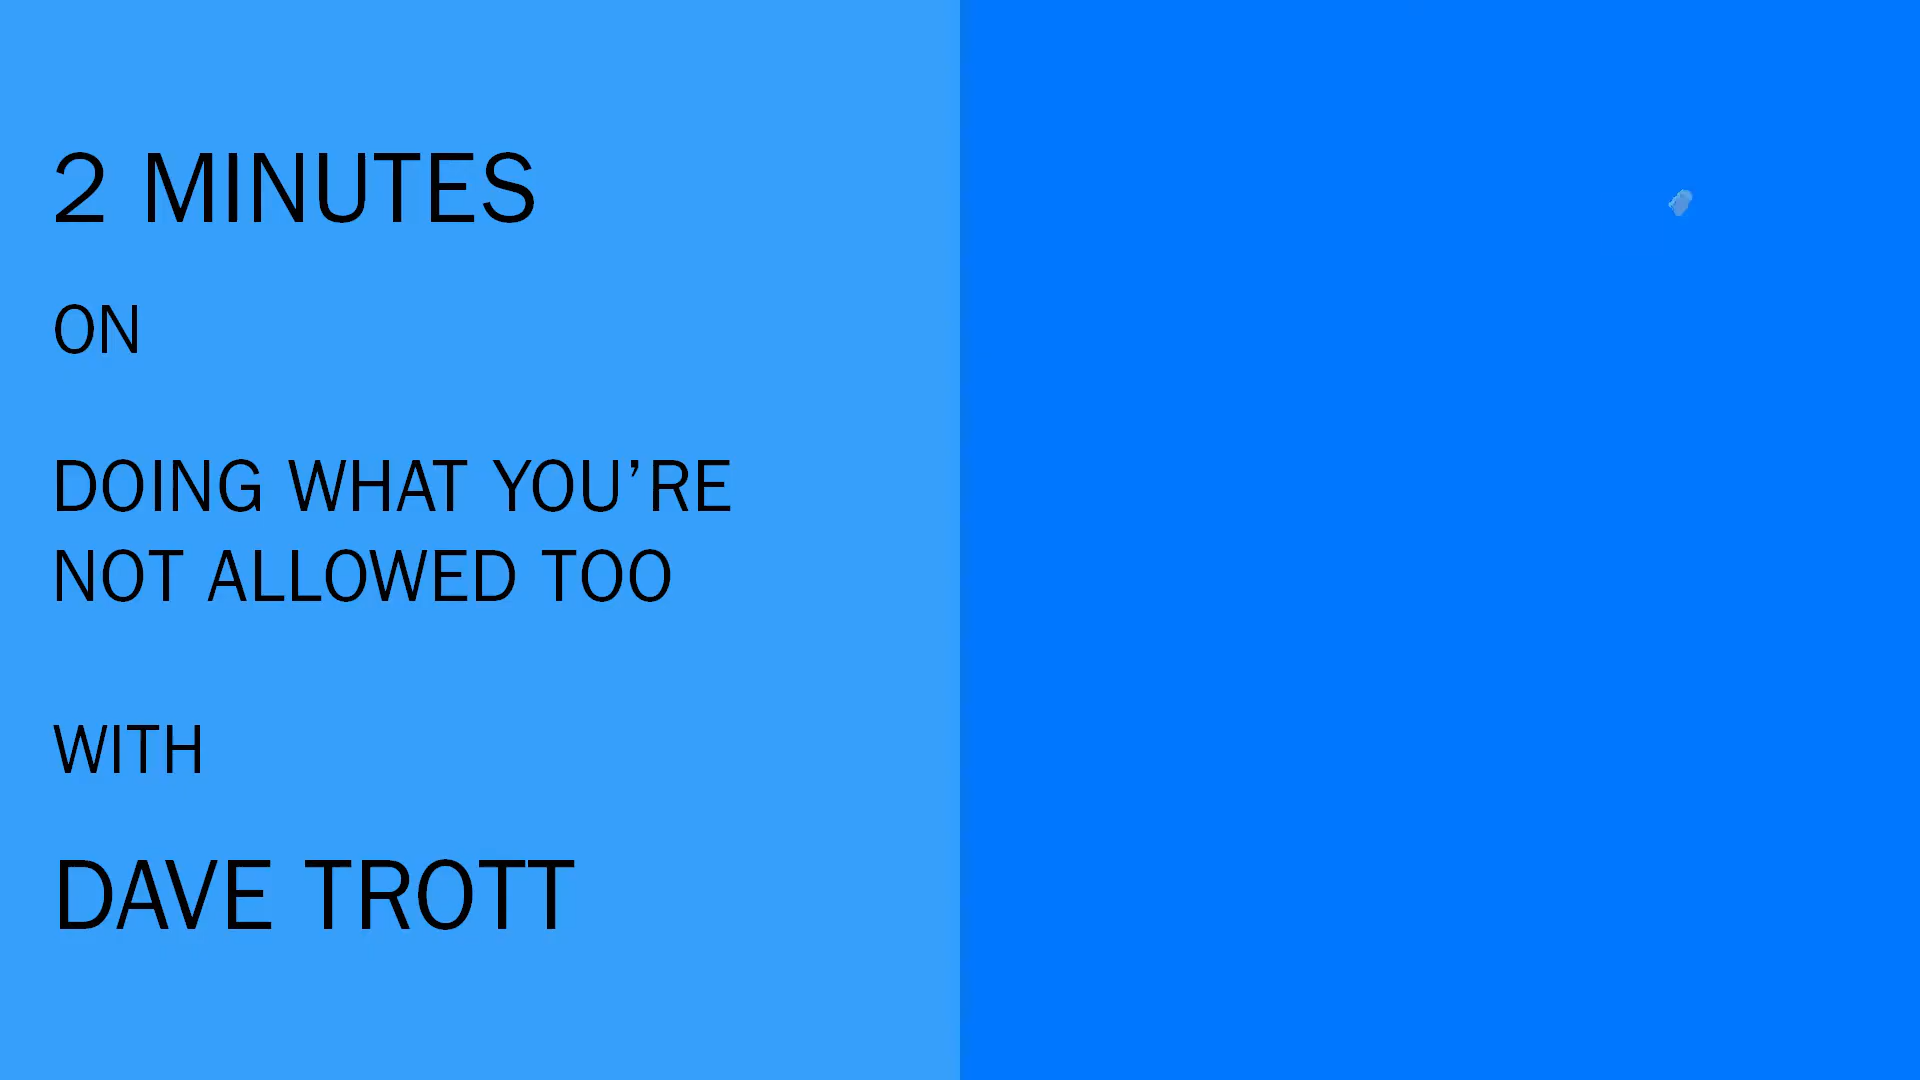 2 MINUTES
ON
DOING WHAT YOU’RE
NOT ALLOWED TOO
WITH
DAVE TROTT